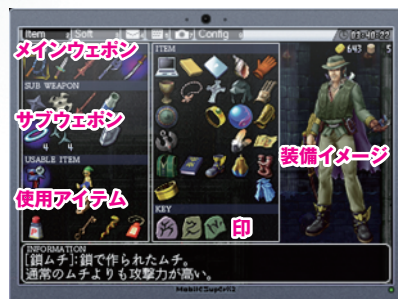 Item
Soft
Config
03:40:22
メインウェポン
ITEM
643
5
SUB WEAPON
サブウェポン
4 4
装備イメージ
USABLE ITEM
使用アイテム
KEY
印
INFORMATION
[鎖ムチ]:鎖で作られたムチ。
通常のムチよりも攻撃力が高い。
Mobile Super!!2